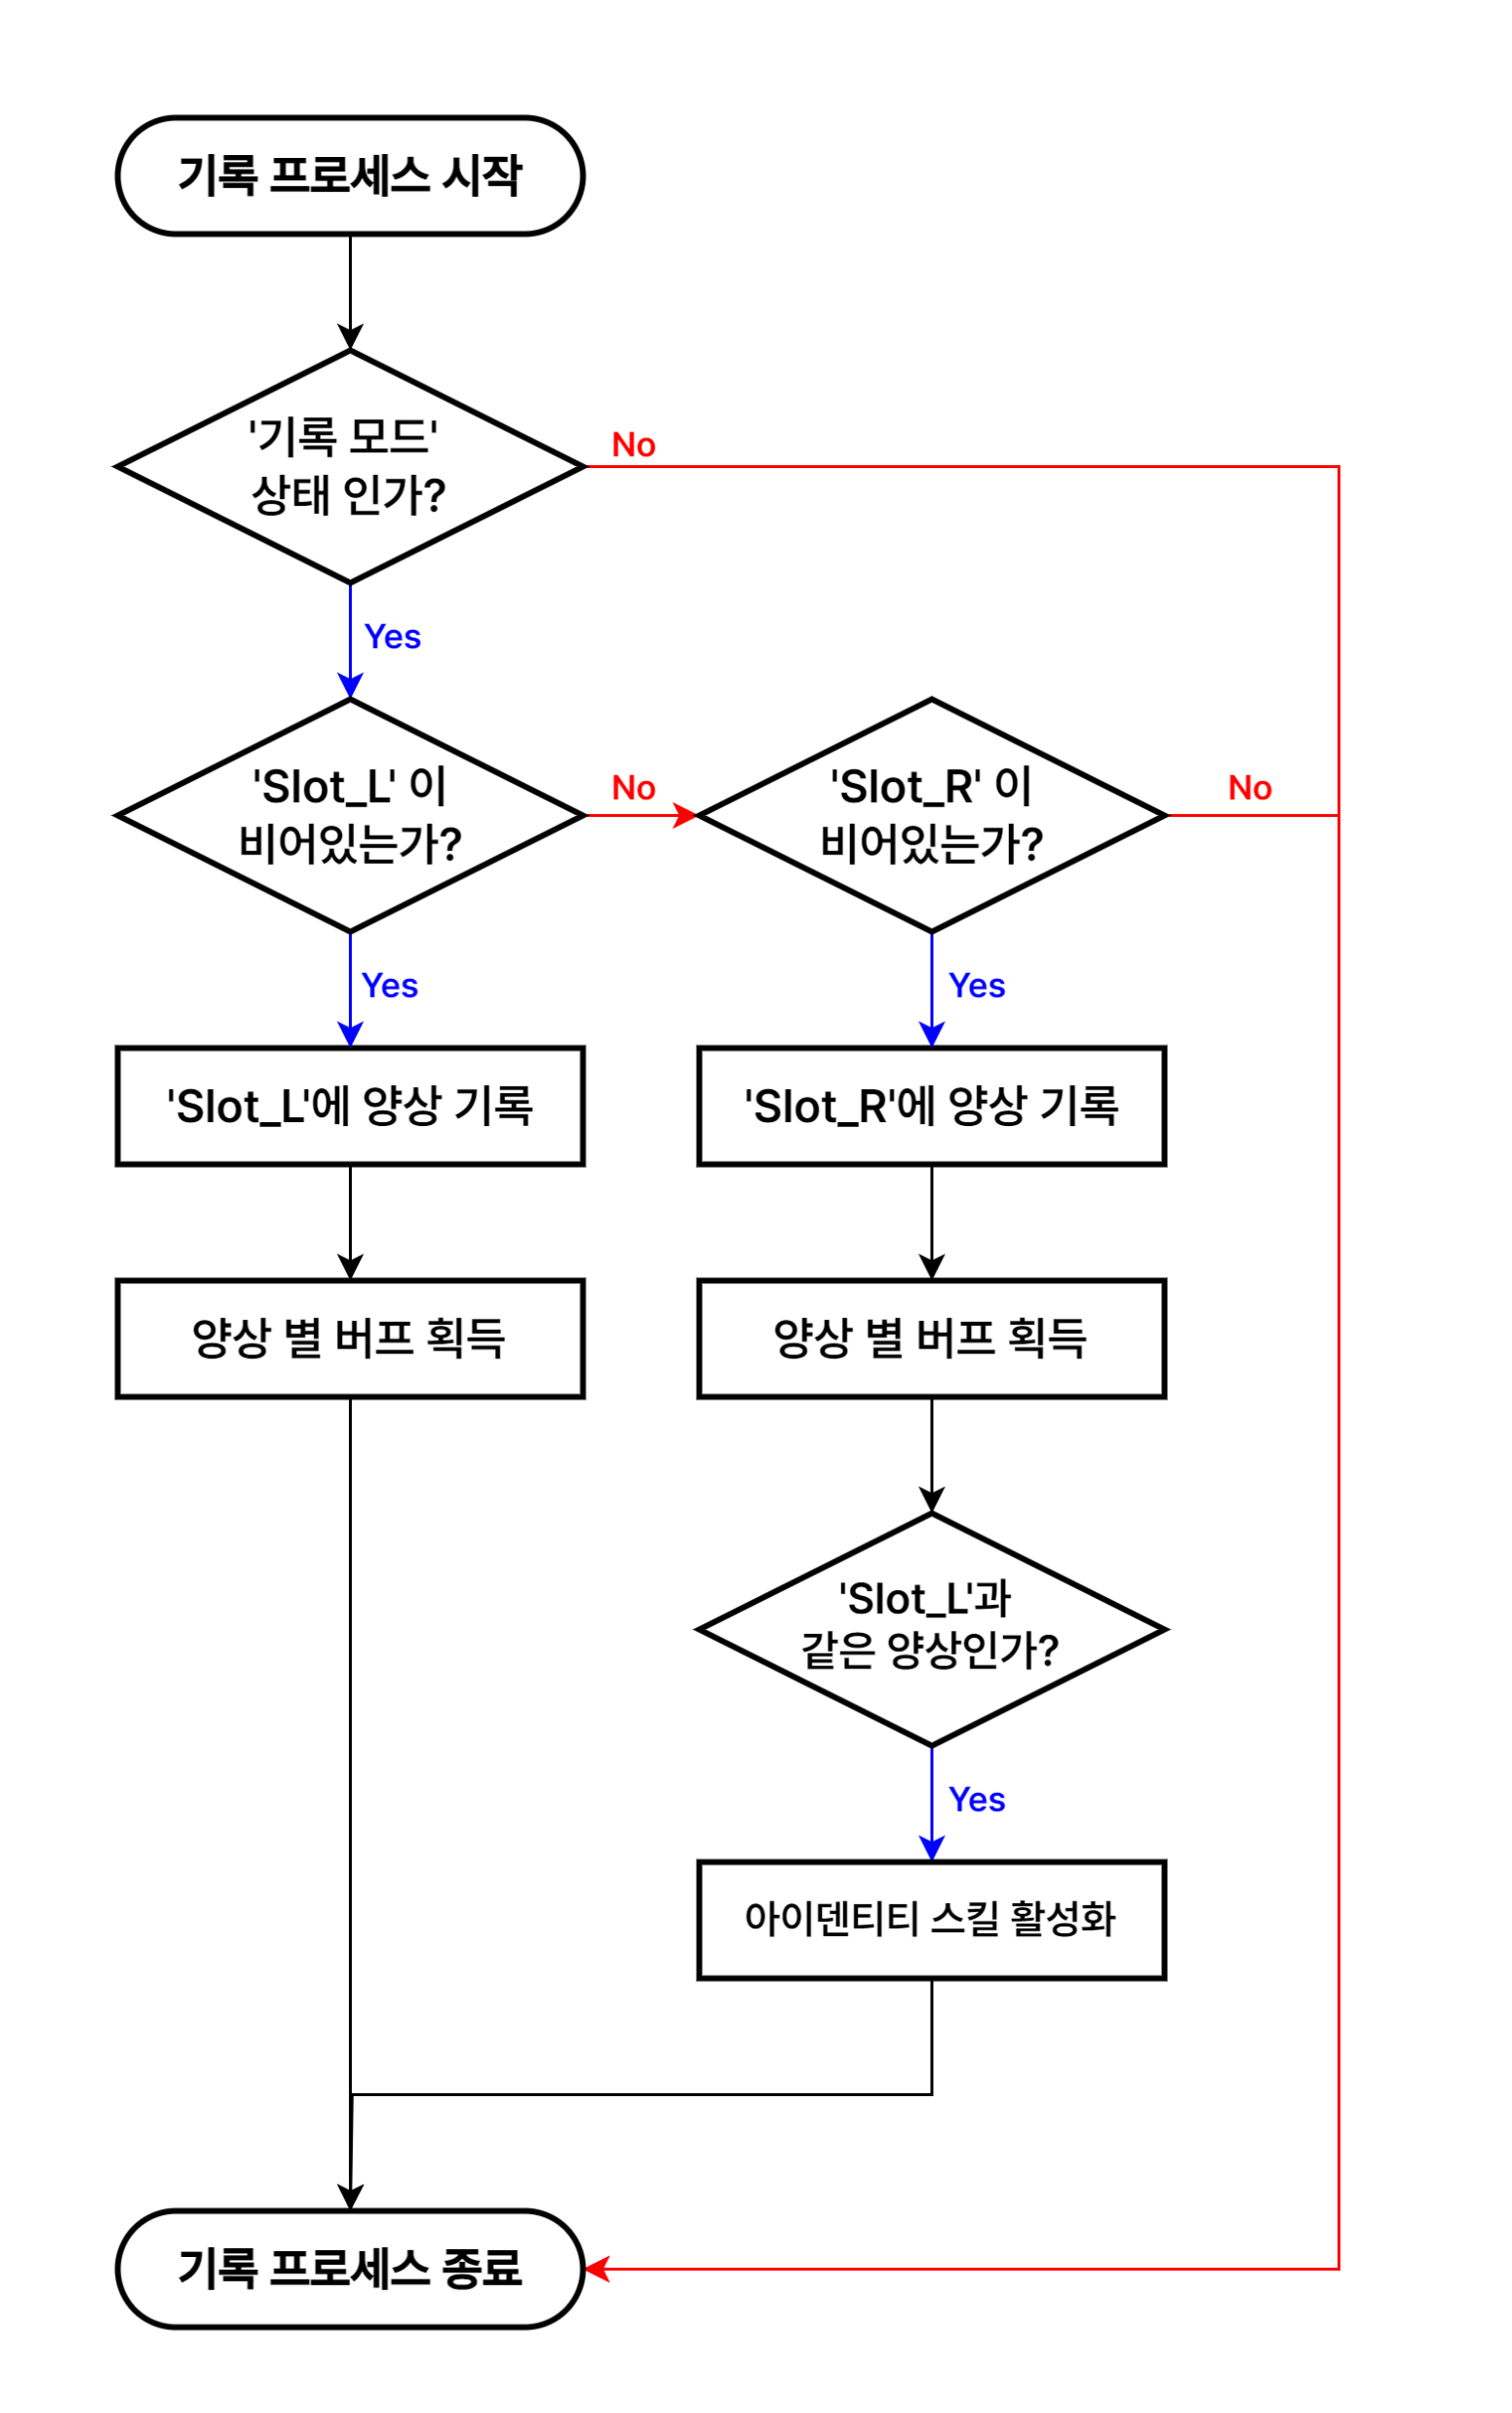 기록 프로세스 시작
'기록 모드'
상태 인가?
No
Yes
'Slot_L' 이
비어있는가?
No
'Slot_R' 이
비어있는가?
No
Yes
Yes
'Slot_L'에 양상 기록
'Slot_R'에 양상 기록
양상 별 버프 획득
양상 별 버프 획득
'Slot_L'과
같은 양상인가?
Yes
아이덴티티 스킬 활성화
기록 프로세스 종료